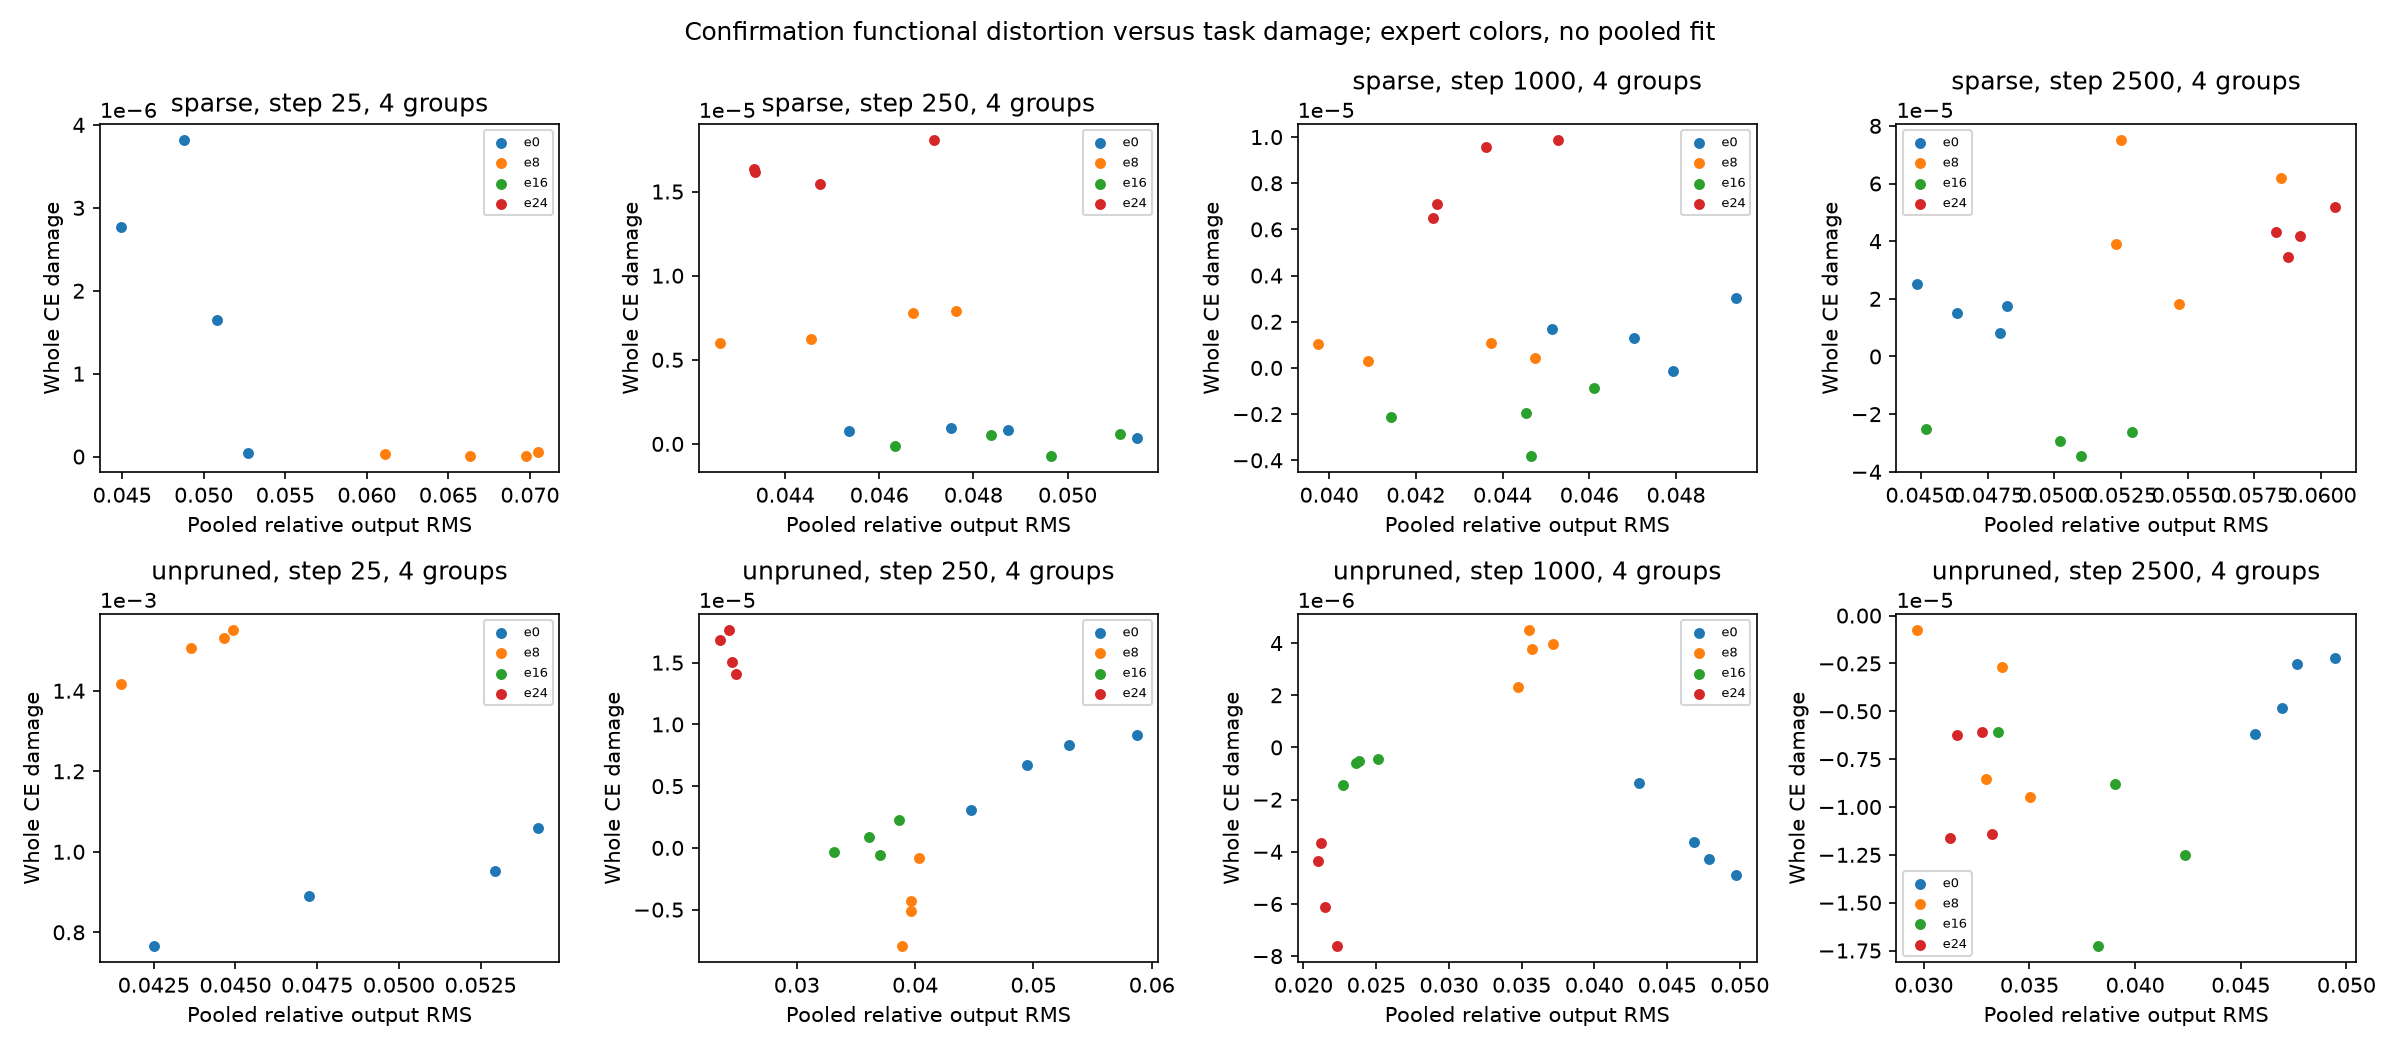 Confirmation functional distortion versus task damage; expert colors, no pooled fit
sparse, step 25, 4 groups
1e−6
4
3
2
1
0
Whole CE damage
0.045 0.050 0.055 0.060 0.065 0.070
Pooled relative output RMS
e0
e8
e16
e24
sparse, step 250, 4 groups
1e−5
1.5
1.0
0.5
0.0
Whole CE damage
0.044 0.046 0.048 0.050
Pooled relative output RMS
e0
e8
e16
e24
sparse, step 1000, 4 groups
1e−5
1.0
0.8
0.6
0.4
0.2
0.0
−0.2
−0.4
Whole CE damage
0.040 0.042 0.044 0.046 0.048
Pooled relative output RMS
e0
e8
e16
e24
sparse, step 2500, 4 groups
1e−5
8
6
4
2
0
−2
−4
Whole CE damage
0.0450 0.0475 0.0500 0.0525 0.0550 0.0575 0.0600
Pooled relative output RMS
e0
e8
e16
e24
unpruned, step 25, 4 groups
1e−3
1.4
1.2
1.0
0.8
Whole CE damage
0.0425 0.0450 0.0475 0.0500 0.0525
Pooled relative output RMS
e0
e8
e16
e24
unpruned, step 250, 4 groups
1e−5
1.5
1.0
0.5
0.0
−0.5
Whole CE damage
0.03 0.04 0.05 0.06
Pooled relative output RMS
e0
e8
e16
e24
unpruned, step 1000, 4 groups
1e−6
4
2
0
−2
−4
−6
−8
Whole CE damage
0.020 0.025 0.030 0.035 0.040 0.045 0.050
Pooled relative output RMS
e0
e8
e16
e24
unpruned, step 2500, 4 groups
1e−5
0.00
−0.25
−0.50
−0.75
−1.00
−1.25
−1.50
−1.75
Whole CE damage
0.030 0.035 0.040 0.045 0.050
Pooled relative output RMS
e0
e8
e16
e24